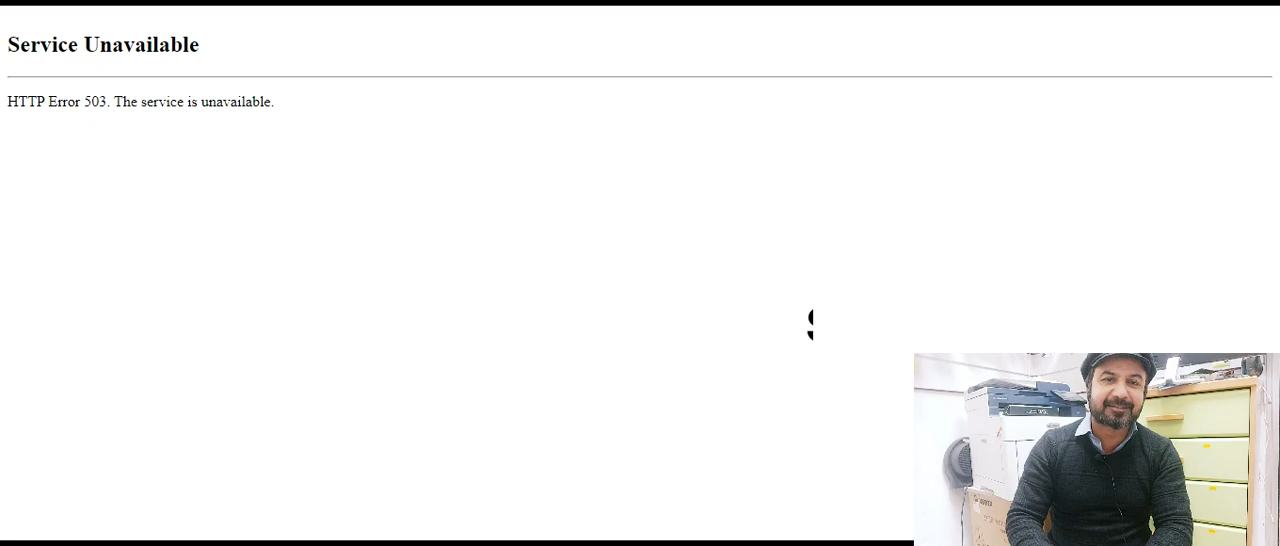 Service Unavailable
HTTP Error 503. The service is unavailable.